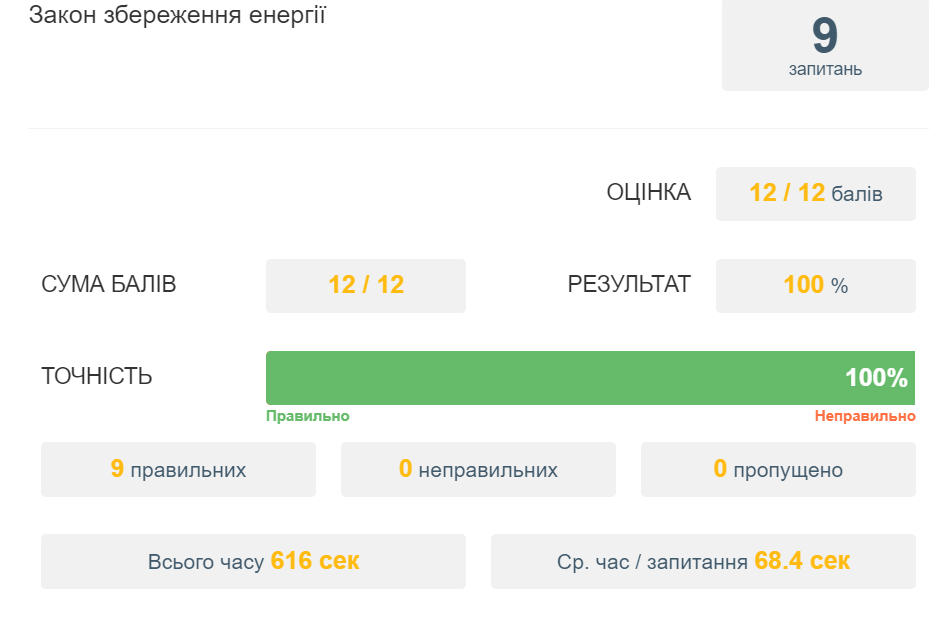 Закон збереження енергії
9
запитань
ОЦІНКА 12 / 12 балів
СУМА БАЛІВ 12 / 12 РЕЗУЛЬТАТ 100 %
ТОЧНІСТЬ 100%
Правильно Неправильно
9 правильних 0 неправильних 0 пропущено
Всього часу 616 сек Ср. час / запитання 68.4 сек